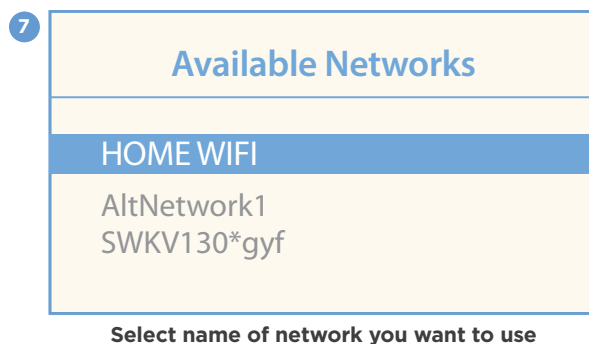 7
Available Networks
HOME WIFI
AltNetwork1
SWKV130*gyf
Select name of network you want to use